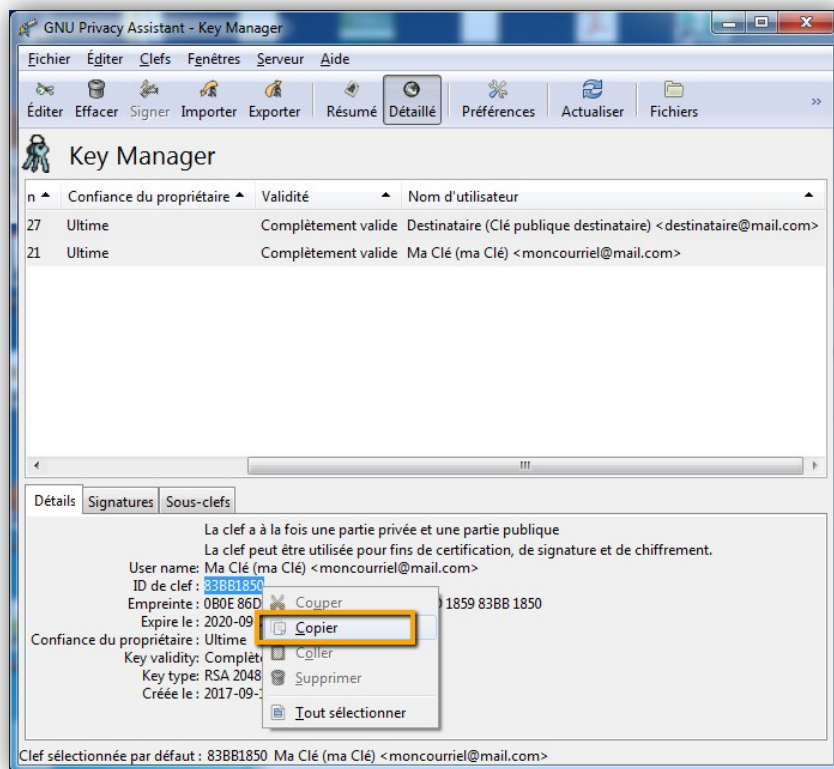 GNU Privacy Assistant - Key Manager
Fichier Éditer Clefs Fenêtres Serveur Aide
Éditer Effacer Signer Importer Exporter Résumé Détaillé Préférences Actualiser Fichiers »
Key Manager
n Confiance du propriétaire Validité Nom d'utilisateur
27 Ultime Complètement valide Destinataire (Clé publique destinataire) <destinataire@mail.com>
21 Ultime Complètement valide Ma Clé (ma Clé) <moncourriel@mail.com>
Détails Signatures Sous-clefs
La clef a à la fois une partie privée et une partie publique
La clef peut être utilisée pour fins de certification, de signature et de chiffrement.
User name: Ma Clé (ma Clé) <moncourriel@mail.com>
ID de clef : 83BB1850
Empreinte : 0B0E 86D 1859 83BB 1850
Expire le : 2020-09
Confiance du propriétaire : Ultime
Key validity: Complèt
Key type: RSA 2048
Créée le : 2017-09-1
Couper
Copier
Coller
Supprimer
Tout sélectionner
Clef sélectionnée par défaut : 83BB1850 Ma Clé (ma Clé) <moncourriel@mail.com>